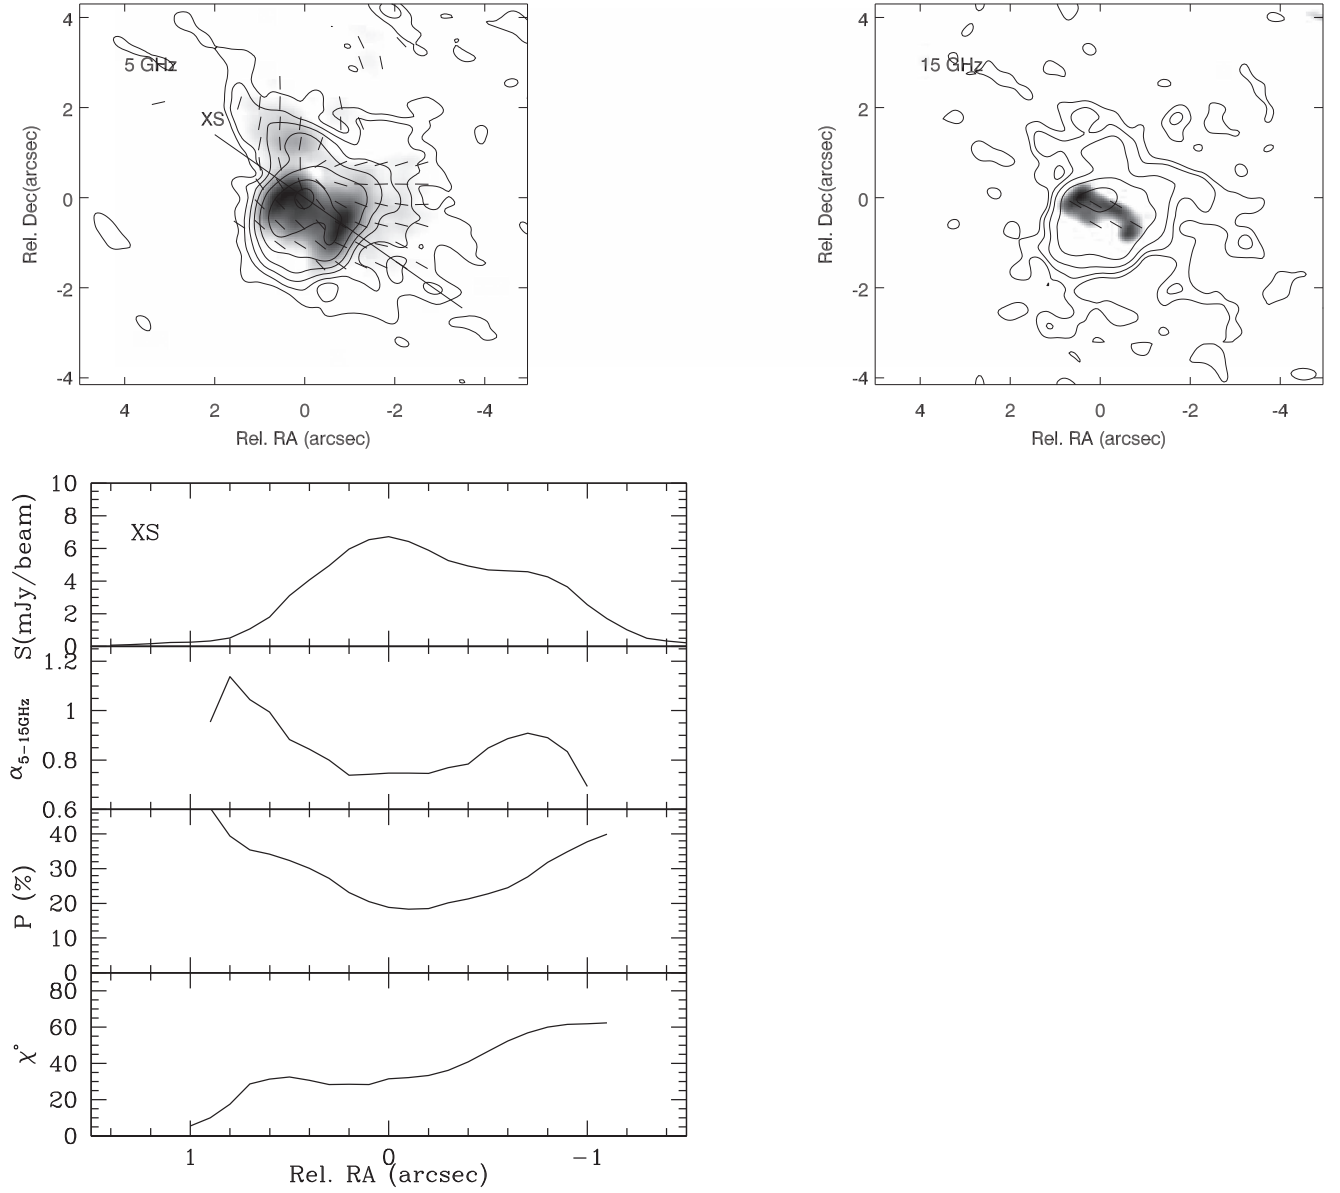 4
5 GHz
2
XS
Rel. Dec(arcsec)
0
-2
-4
4 2 0 -2 -4
Rel. RA (arcsec)
4
15 GHz
2
Rel. Dec(arcsec)
0
-2
-4
4 2 0 -2 -4
Rel. RA (arcsec)
10
XS
8
6
4
2
0
S(mJy/beam)
1.2
1
0.8
0.6
α5−15GHz
40
30
20
10
0
P (%)
80
60
40
20
0
χ°
1 0 −1
Rel. RA (arcsec)